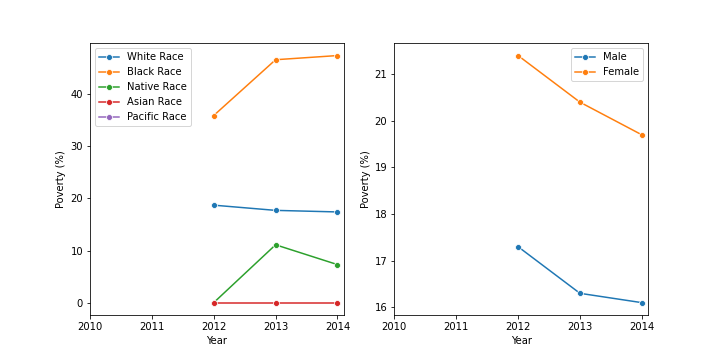 White Race
Black Race
Native Race
Asian Race
Pacific Race
40
30
20
10
0
Poverty (%)
2010 2011 2012 2013 2014
Year
Male
Female
21
20
19
18
17
16
Poverty (%)
2010 2011 2012 2013 2014
Year